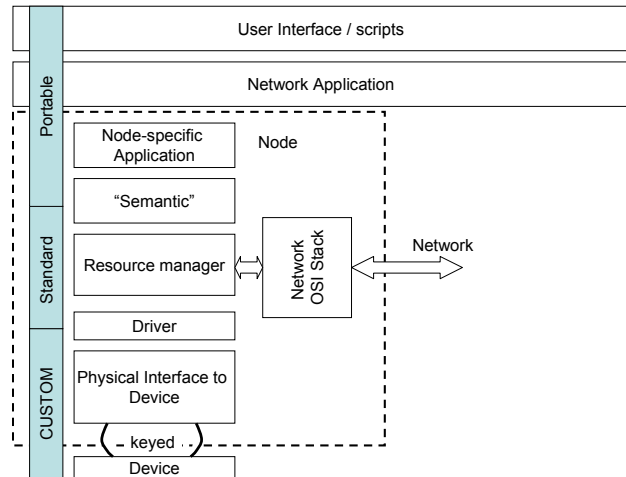 User Interface / scripts
Network Application
Portable
Node-specific
Application
Node
“Semantic”
Standard
Resource manager
Network
OSI Stack
Network
Driver
CUSTOM
Physical Interface to
Device
keyed
Device